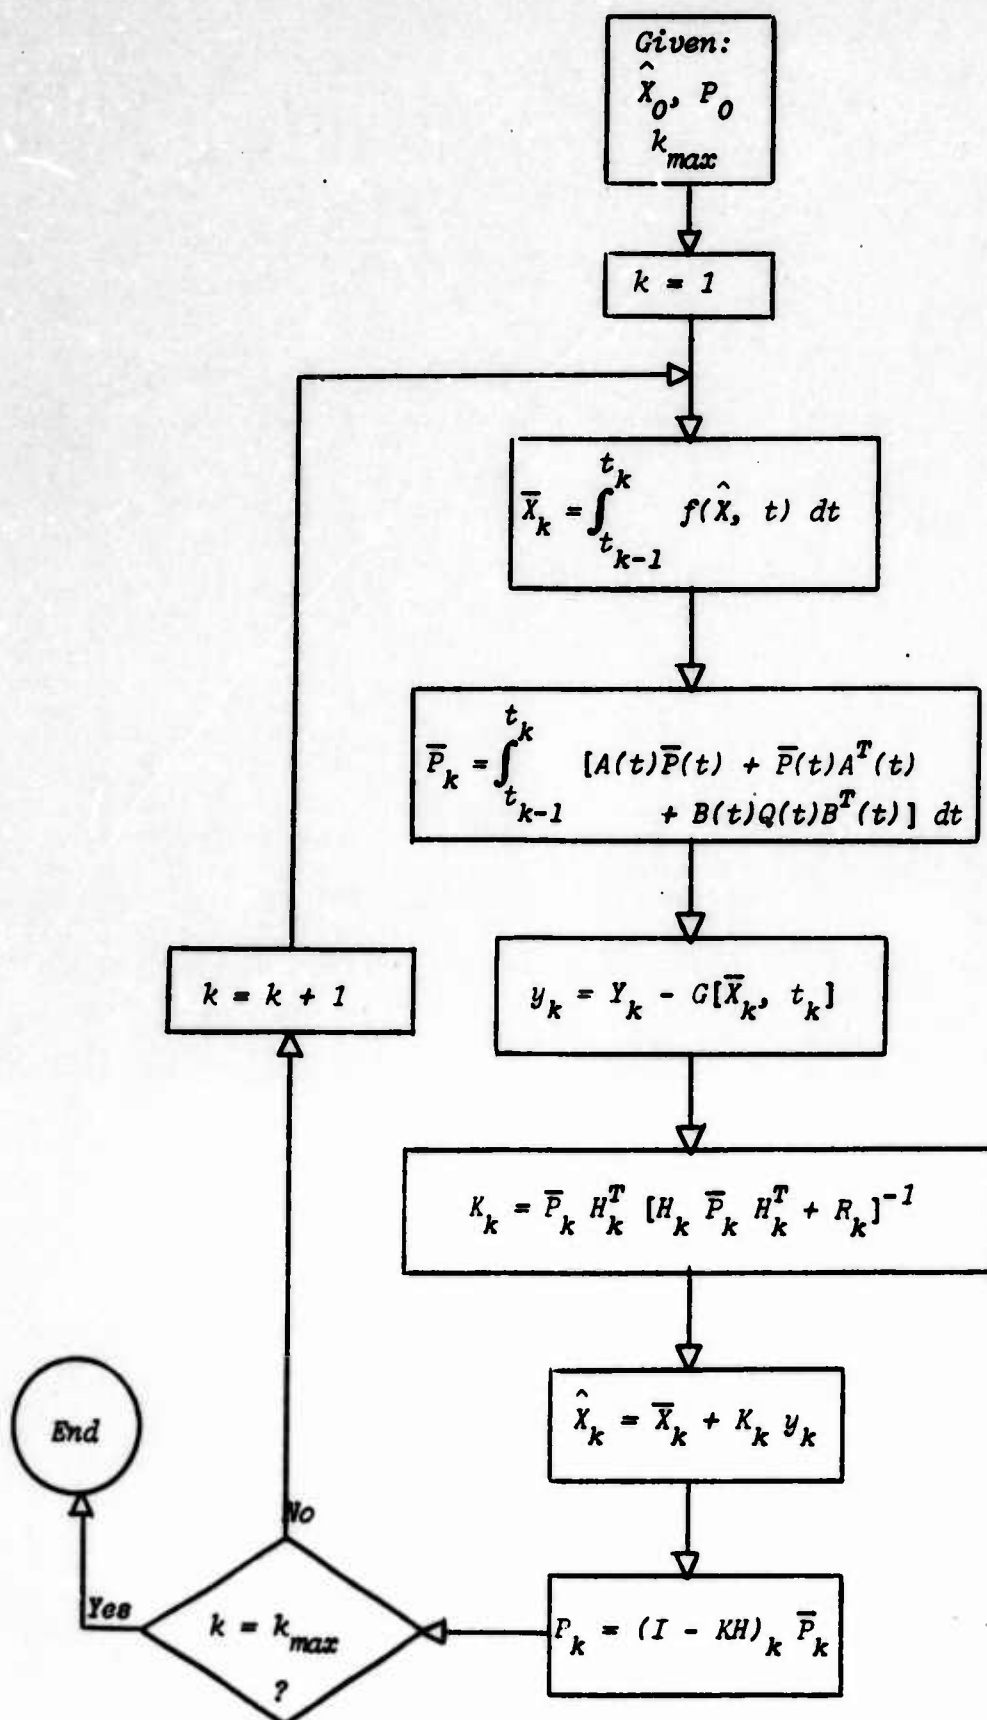 Given:
X̂_0, P_0
k_max
k = 1
X̄_k = ∫_{t_{k-1}}^{t_k} f(X̂, t) dt
P̄_k = ∫_{t_{k-1}}^{t_k} [A(t)P̄(t) + P̄(t)A^T(t)
+ B(t)Q(t)B^T(t)] dt
k = k + 1
y_k = Y_k - G[X̄_k, t_k]
K_k = P̄_k H_k^T [H_k P̄_k H_k^T + R_k]^{-1}
X̂_k = X̄_k + K_k y_k
End
No
Yes
k = k_max
?
P_k = (I - KH)_k P̄_k